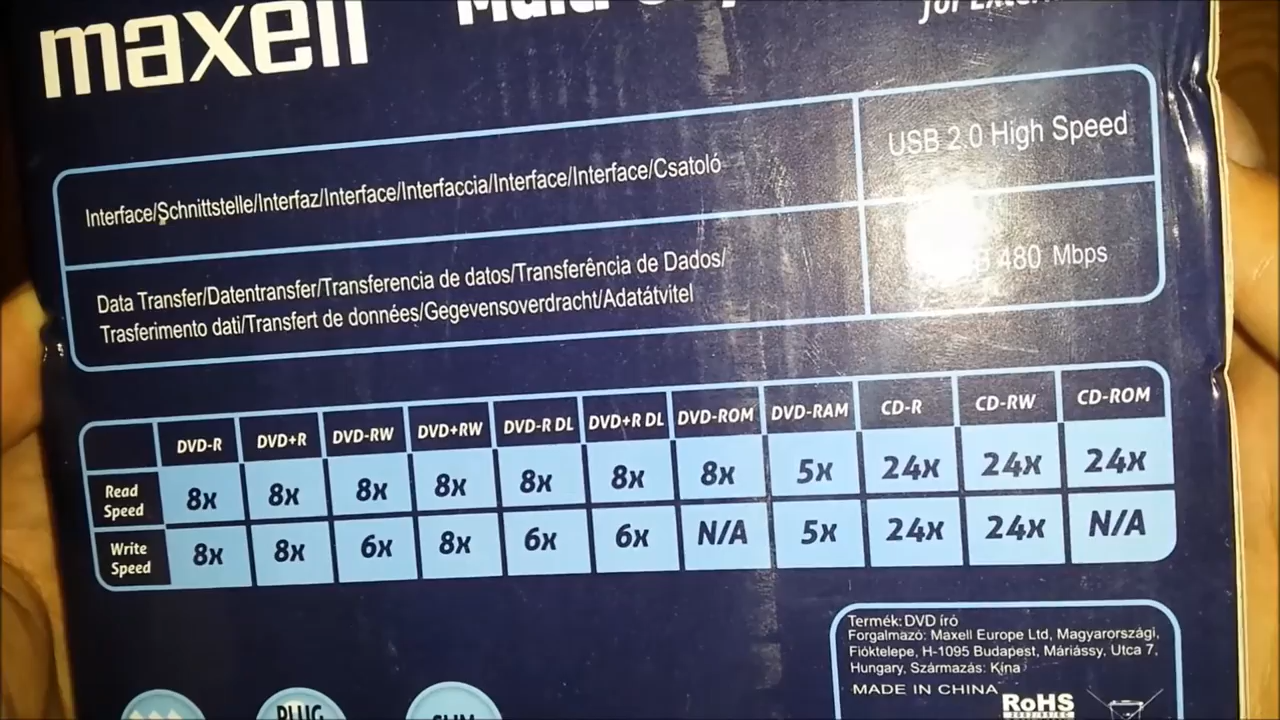 maxell
for
Interface/Schnittstelle/Interfaz/Interface/Interfaccia/Interface/Interface/Csatoló
USB 2.0 High Speed
Data Transfer/Datentransfer/Transferencia de datos/Transferência de Dados/
Trasferimento dati/Transfert de données/Gegevensoverdracht/Adatátvitel
480 Mbps
DVD-R DVD+R DVD-RW DVD+RW DVD-R DL DVD+R DL DVD-ROM DVD-RAM CD-R CD-RW CD-ROM
Read
Speed
8x 8x 8x 8x 8x 8x 8x 5x 24x 24x 24x
Write
Speed
8x 8x 6x 8x 6x 6x N/A 5x 24x 24x N/A
Termék: DVD író
Forgalmazó: Maxell Europe Ltd, Magyarországi,
Fióktelepe, H-1095 Budapest, Máriássy, Utca 7,
Hungary, Származás: Kína
MADE IN CHINA
RoHS
PLUG
SLIM